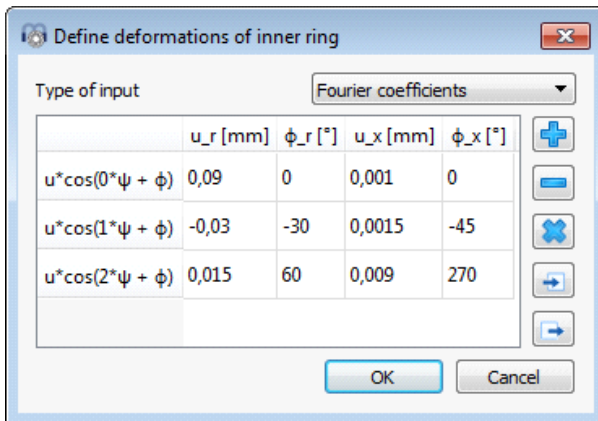 Define deformations of inner ring
Type of input Fourier coefficients
u_r [mm] ϕ_r [°] u_x [mm] ϕ_x [°]
u*cos(0*ψ + ϕ) 0,09 0 0,001 0
u*cos(1*ψ + ϕ) -0,03 -30 0,0015 -45
u*cos(2*ψ + ϕ) 0,015 60 0,009 270
OK Cancel